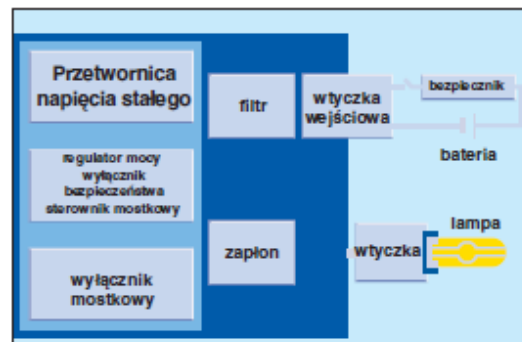 Przetwornica
napięcia stałego
regulator mocy
wyłącznik
bezpieczeństwa
sterownik mostkowy
wyłącznik
mostkowy
filtr
zapłon
wtyczka
wejściowa
bezpiecznik
bateria
wtyczka
lampa